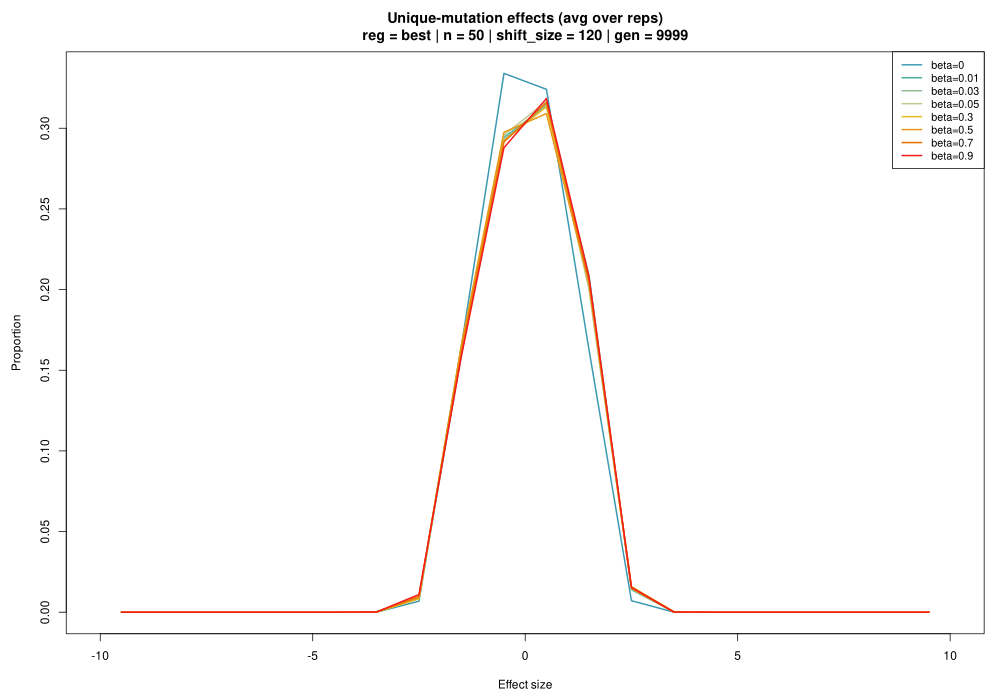 Unique-mutation effects (avg over reps)
reg = best | n = 50 | shift_size = 120 | gen = 9999
beta=0
beta=0.01
beta=0.03
beta=0.05
beta=0.3
beta=0.5
beta=0.7
beta=0.9
Proportion
0.30
0.25
0.20
0.15
0.10
0.05
0.00
-10
-5
0
5
10
Effect size